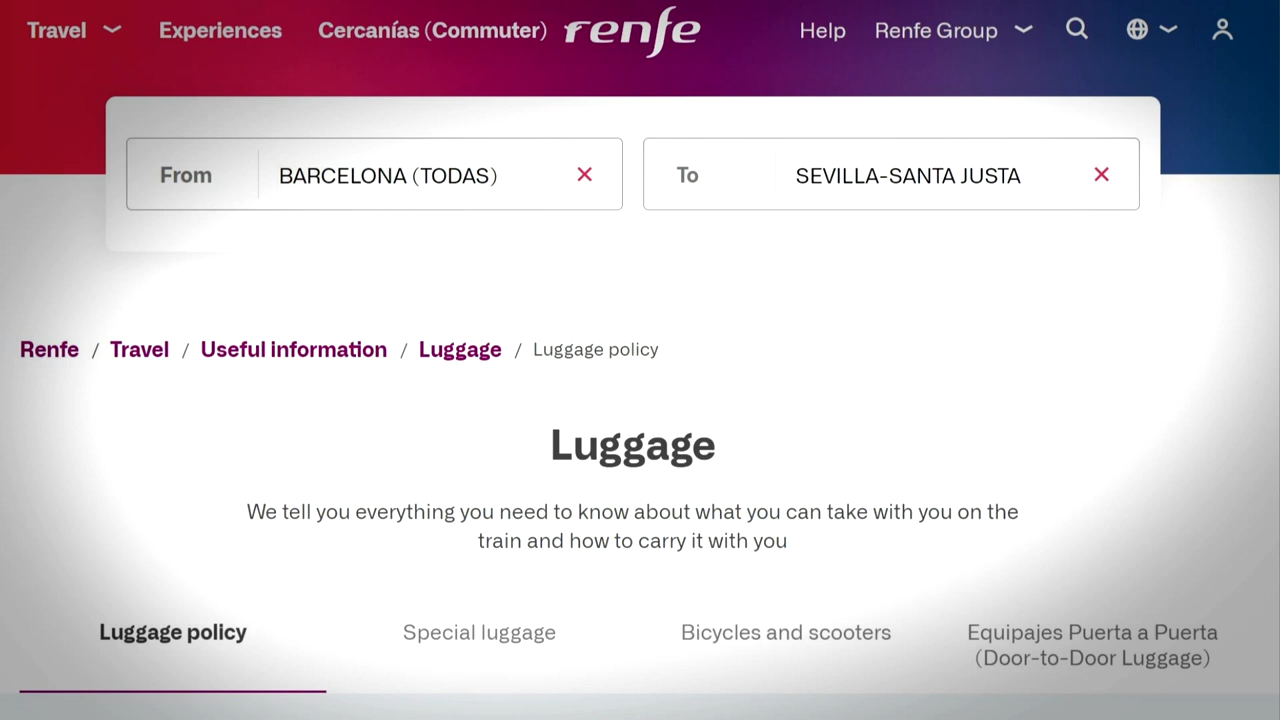 Travel Experiences Cercanías (Commuter) renfe Help Renfe Group
From BARCELONA (TODAS) To SEVILLA-SANTA JUSTA
Renfe / Travel / Useful information / Luggage / Luggage policy
Luggage
We tell you everything you need to know about what you can take with you on the
train and how to carry it with you
Luggage policy Special luggage Bicycles and scooters Equipajes Puerta a Puerta
(Door-to-Door Luggage)